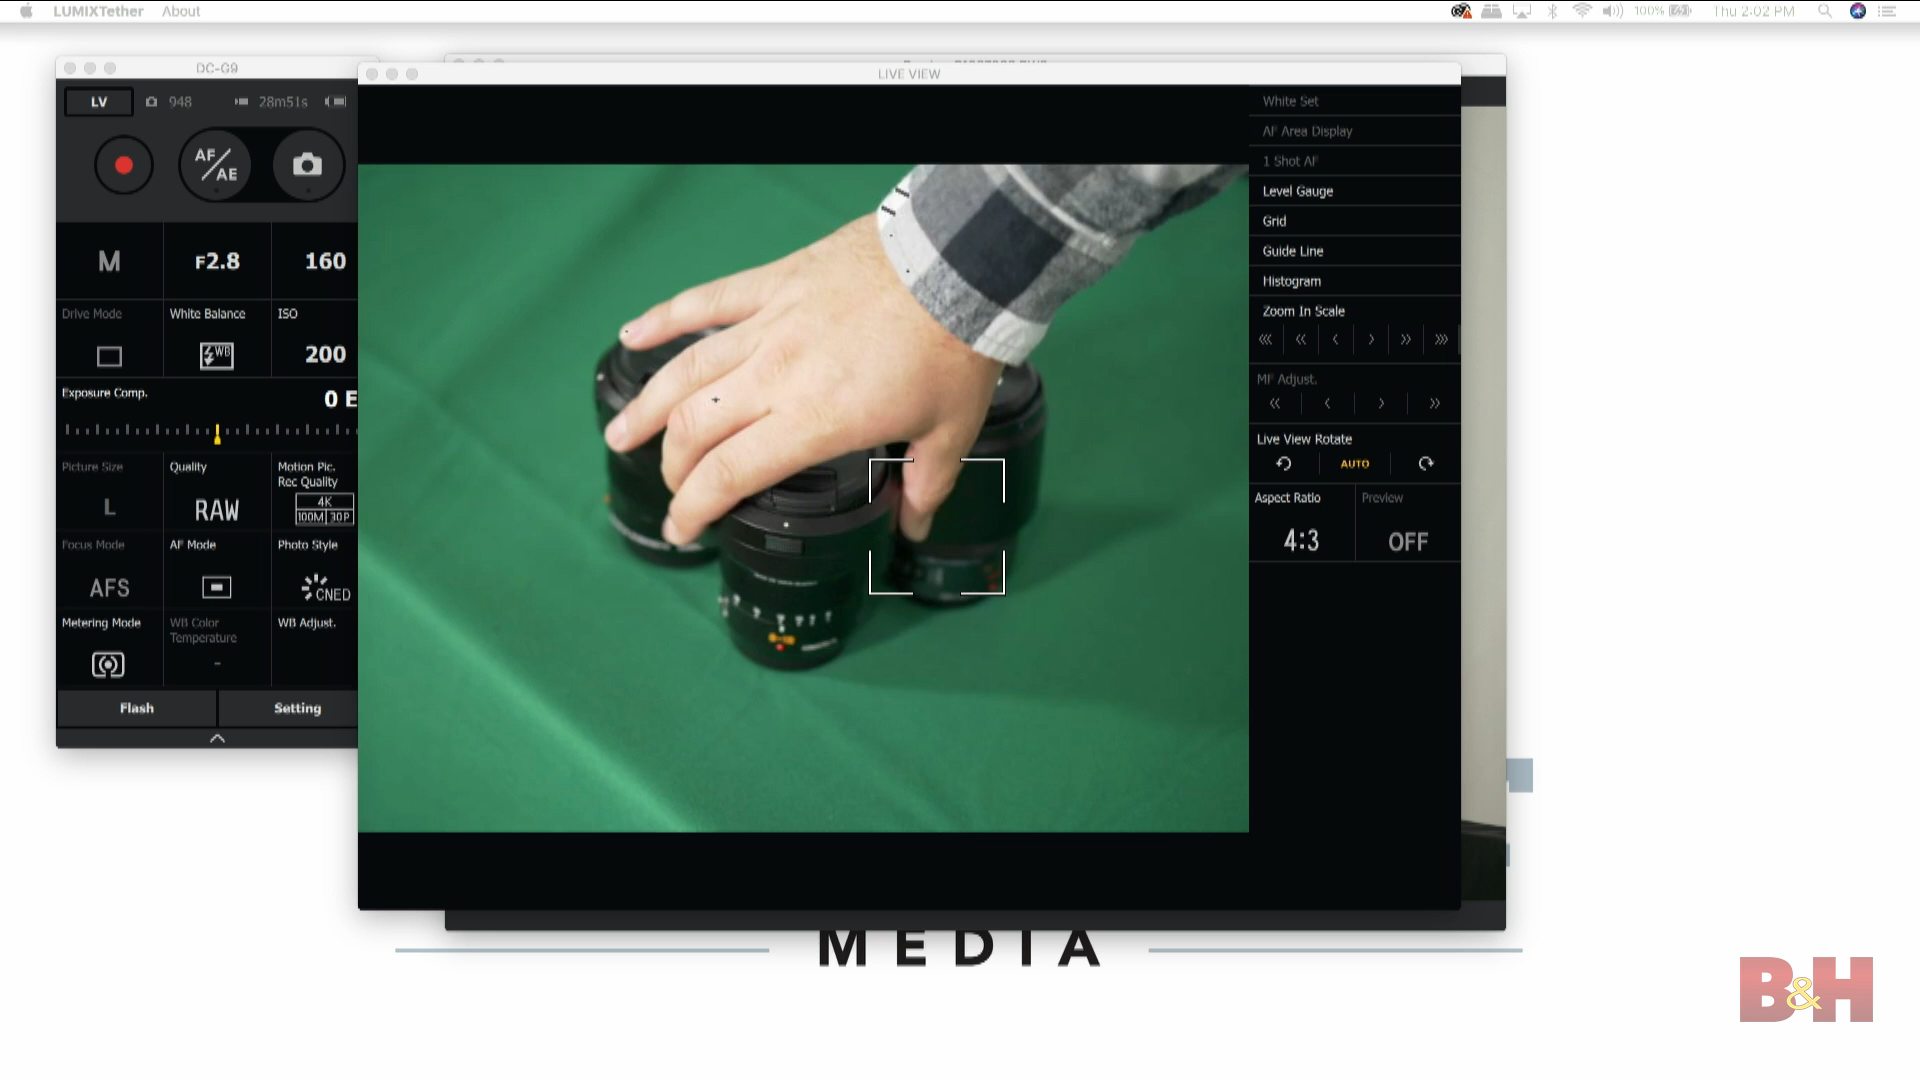 LUMIXTether About
100% Thu 2:02 PM
DC-G9
LIVE VIEW
LV 948 28m51s
AF/AE
M F2.8 160
Drive Mode White Balance ISO
WB 200
Exposure Comp. 0 E
Picture Size Quality Motion Pic. Rec Quality
L RAW 4K 100M 30P
Focus Mode AF Mode Photo Style
AFS CNED
Metering Mode WB Color Temperature WB Adjust.
-
Flash Setting
White Set
AF Area Display
1 Shot AF
Level Gauge
Grid
Guide Line
Histogram
Zoom In Scale
MF Adjust.
Live View Rotate
AUTO
Aspect Ratio Preview
4:3 OFF
MEDIA
B&H